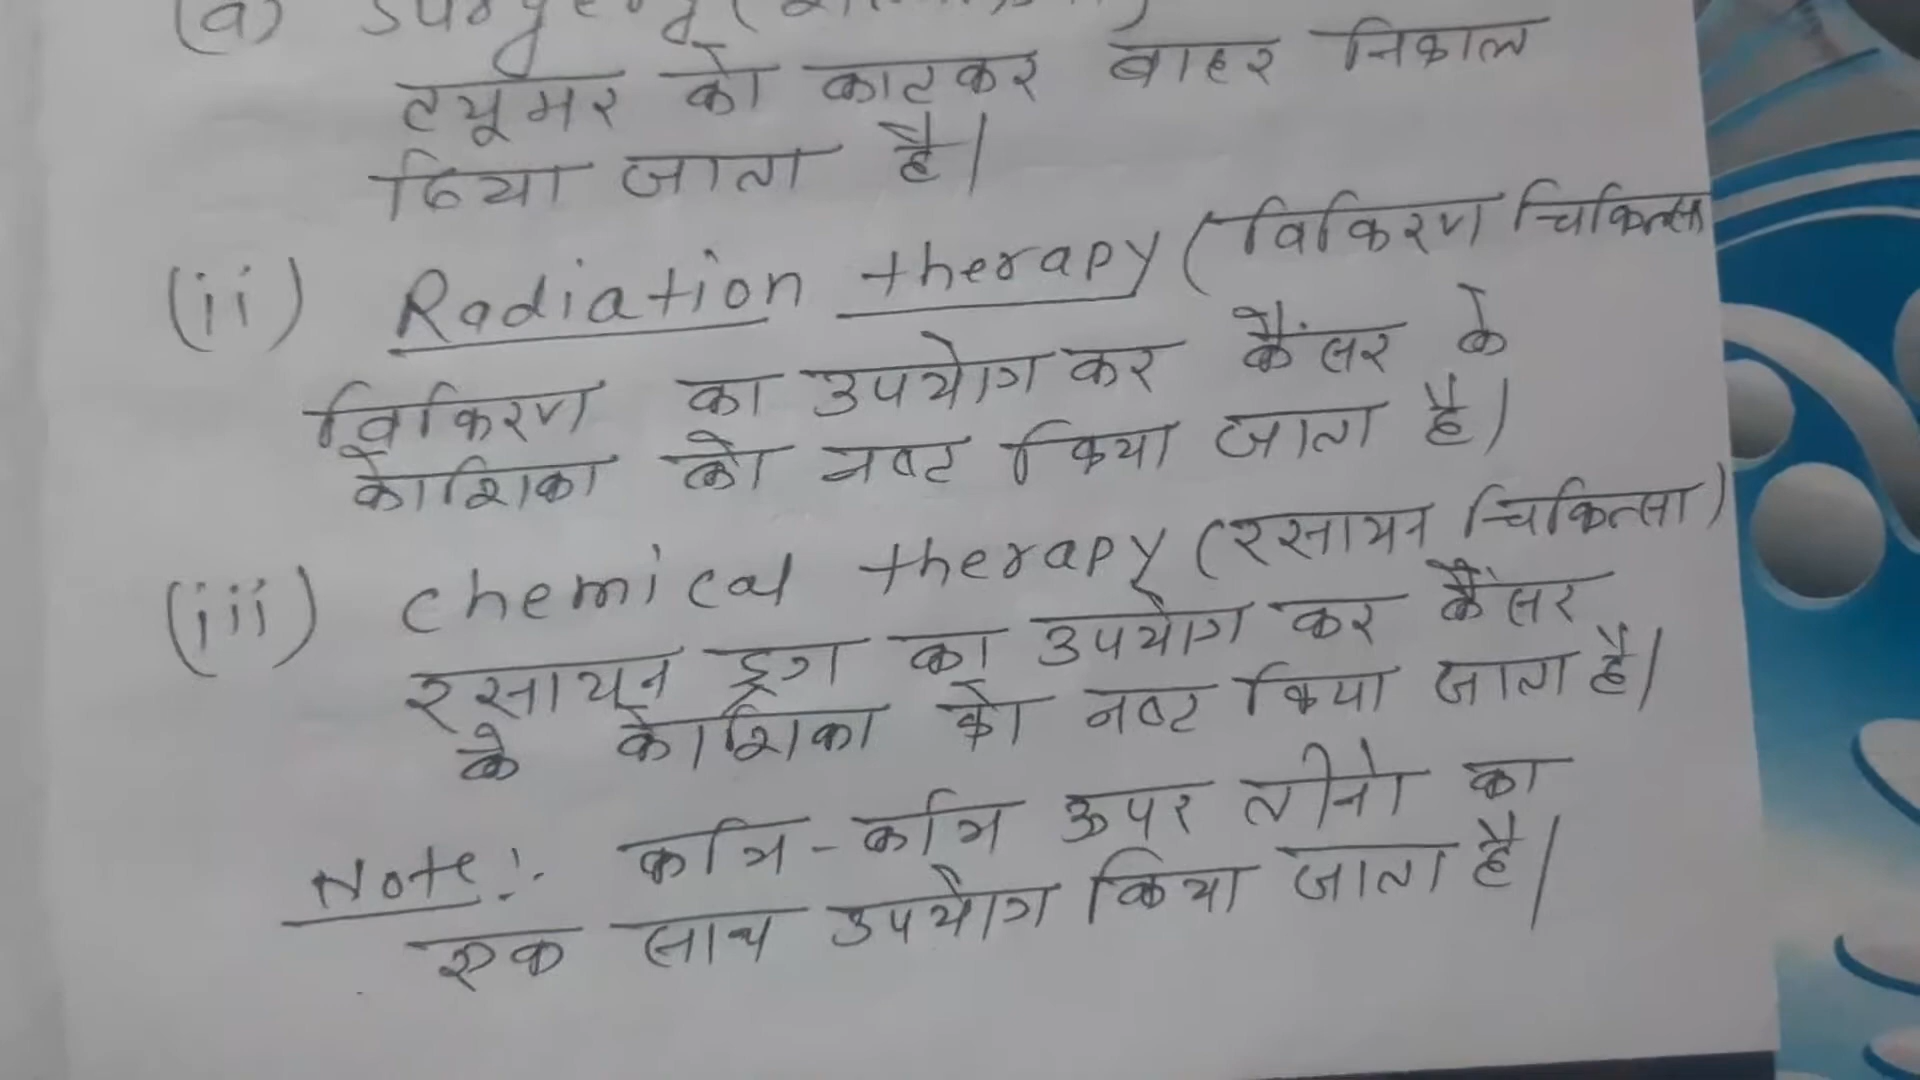 (a) Surgery (
ट्यूमर को काटकर बाहर निकाल
दिया जाता है।
(ii) Radiation therapy (विकिरण चिकित्सा
विकिरण का उपयोग कर कैंसर के
कोशिका को नष्ट किया जाता है।
(iii) chemical therapy (रसायन चिकित्सा)
रसायन ड्रग का उपयोग कर कैंसर
के कोशिका को नष्ट किया जाता है।
Note:- कभि-कभि ऊपर तीनो का
एक साथ उपयोग किया जाता है।